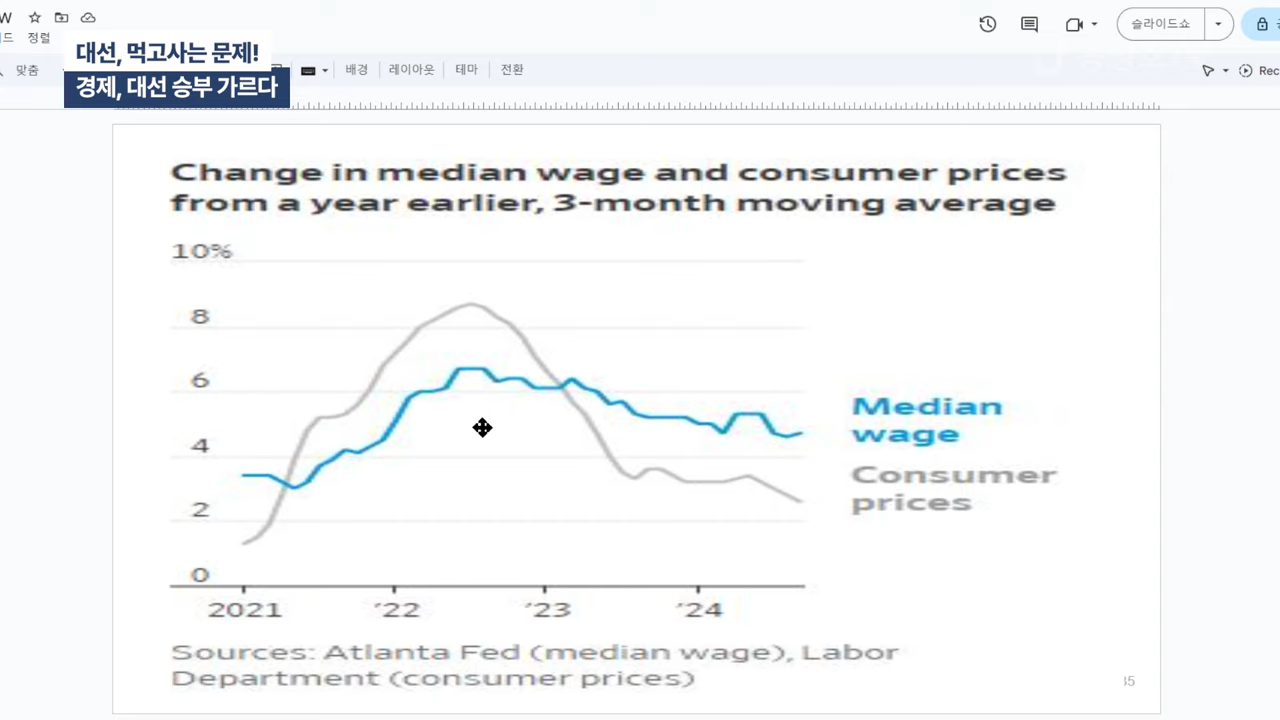 W
드 정렬
대선, 먹고사는 문제!
경제, 대선 승부 가르다
맞춤
배경 레이아웃 테마 전환
슬라이드쇼
Rec
Change in median wage and consumer prices
from a year earlier, 3-month moving average
10%
8
6
4
2
0
2021 ’22 ’23 ’24
Median
wage
Consumer
prices
Sources: Atlanta Fed (median wage), Labor
Department (consumer prices)